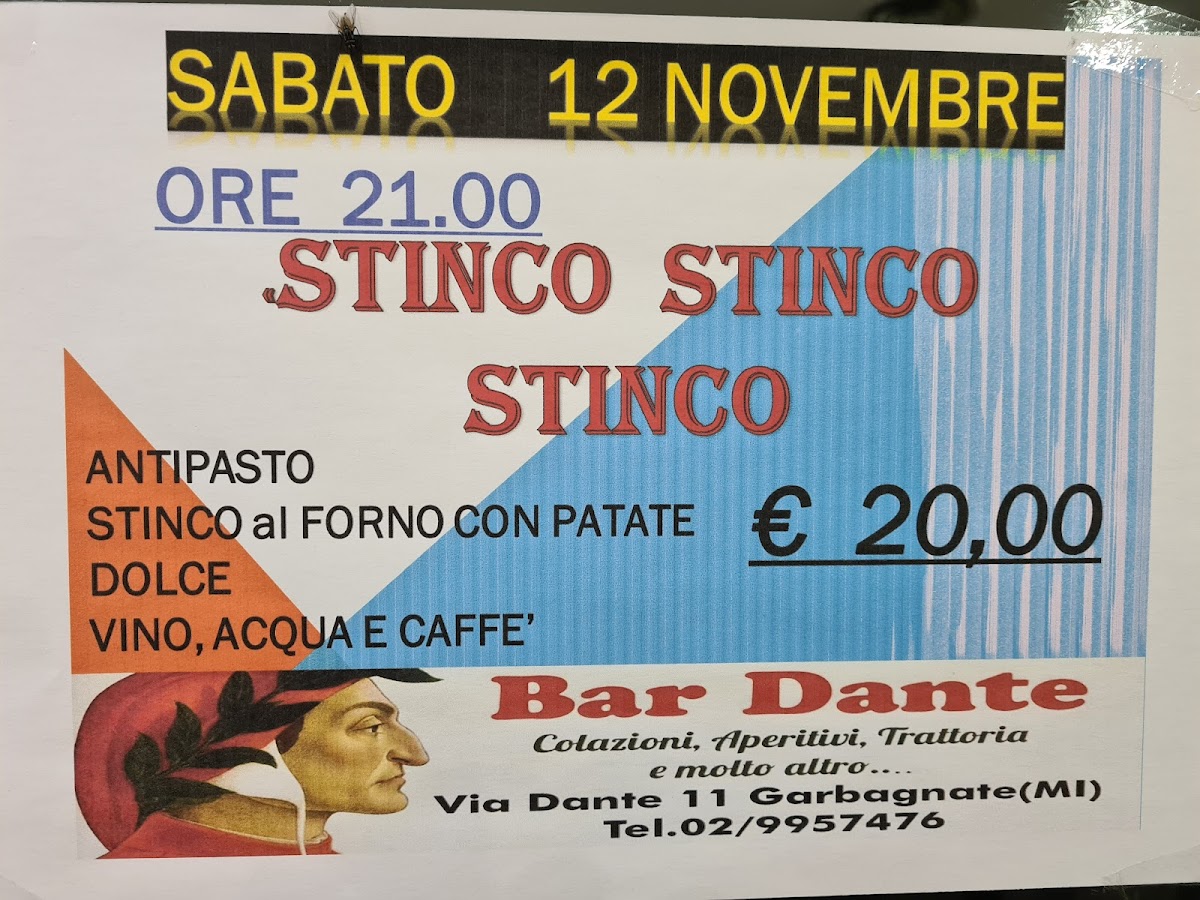 SABATO 12 NOVEMBRE
ORE 21.00
“STINCO STINCO
STINCO
ANTIPASTO
STINCO al FORNO CON PATATE
€ 20,00
DOLCE
VINO, ACQUA E CAFFE’
Bar Dante
Colazioni, Aperitivi, Trattoria
e molto altro.....
Via Dante 11 Garbagnate(MI)
Tel.02/9957476